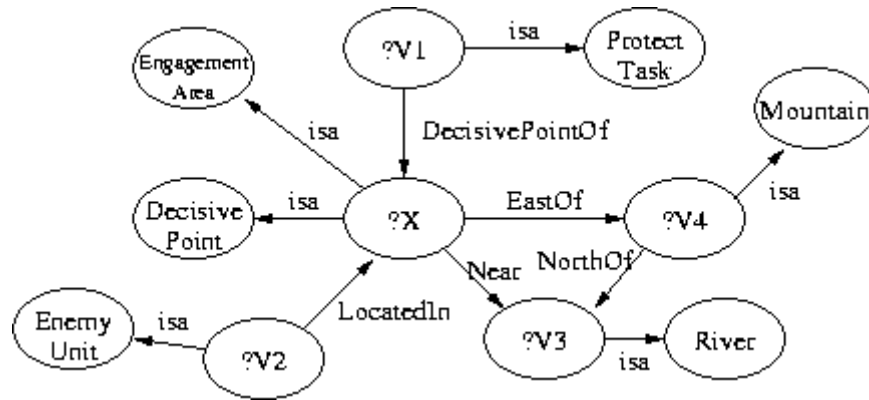 ?V1
isa
Protect
Task
Engagement
Area
Mountain
isa
DecisivePointOf
isa
Decisive
Point
isa
?X
EastOf
?V4
Near
NorthOf
LocatedIn
Enemy
Unit
isa
?V2
?V3
isa
River